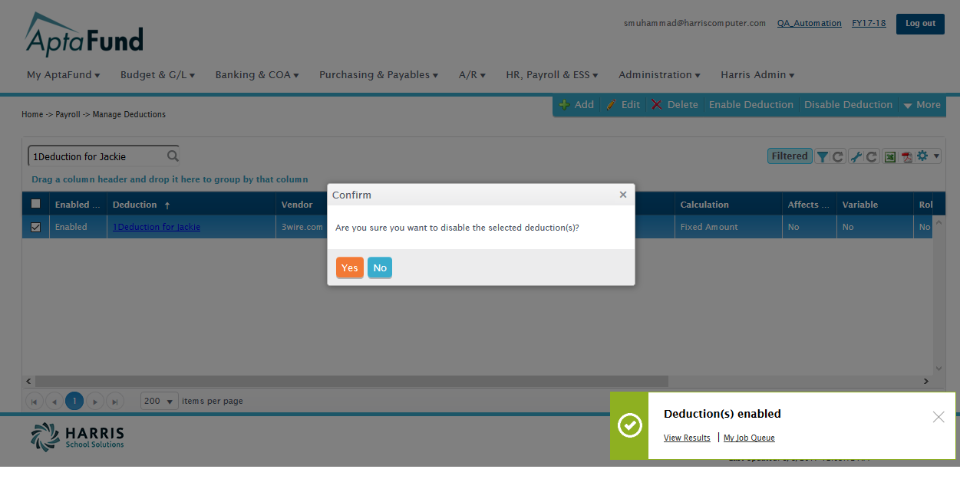 smuhammad@harriscomputer.com QA_Automation FY17-18 Log out
AptaFund
My AptaFund Budget & G/L Banking & COA Purchasing & Payables A/R HR, Payroll & ESS Administration Harris Admin
Add Edit Delete Enable Deduction Disable Deduction More
Home -> Payroll -> Manage Deductions
1Deduction for Jackie
Filtered
Drag a column header and drop it here to group by that column
Confirm
Enabled ... Deduction ↑ Vendor Calculation Affects ... Variable Rol
Enabled 1Deduction for Jackie 3wire.com Fixed Amount No No No
Are you sure you want to disable the selected deduction(s)?
Yes No
1 200 items per page
Deduction(s) enabled
View Results | My Job Queue
HARRIS
School Solutions